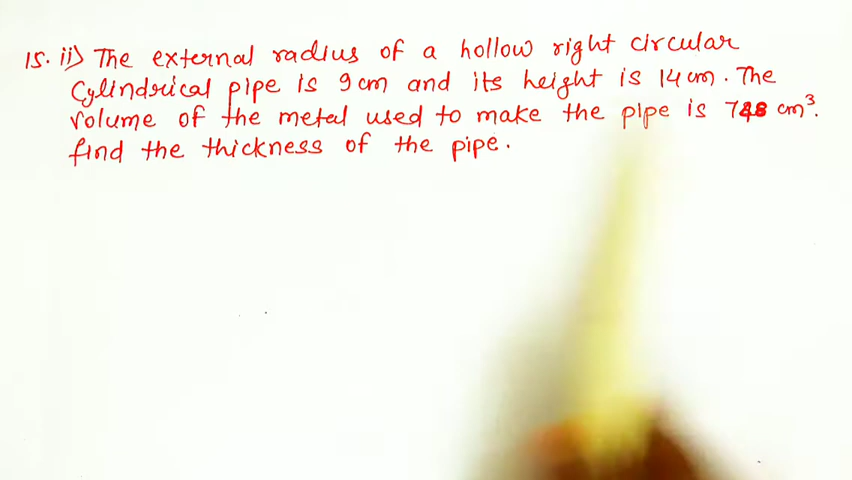 15. ii) The external radius of a hollow right circular
Cylindrical pipe is 9 cm and its height is 14 cm. The
volume of the metal used to make the pipe is 748 cm³.
find the thickness of the pipe.